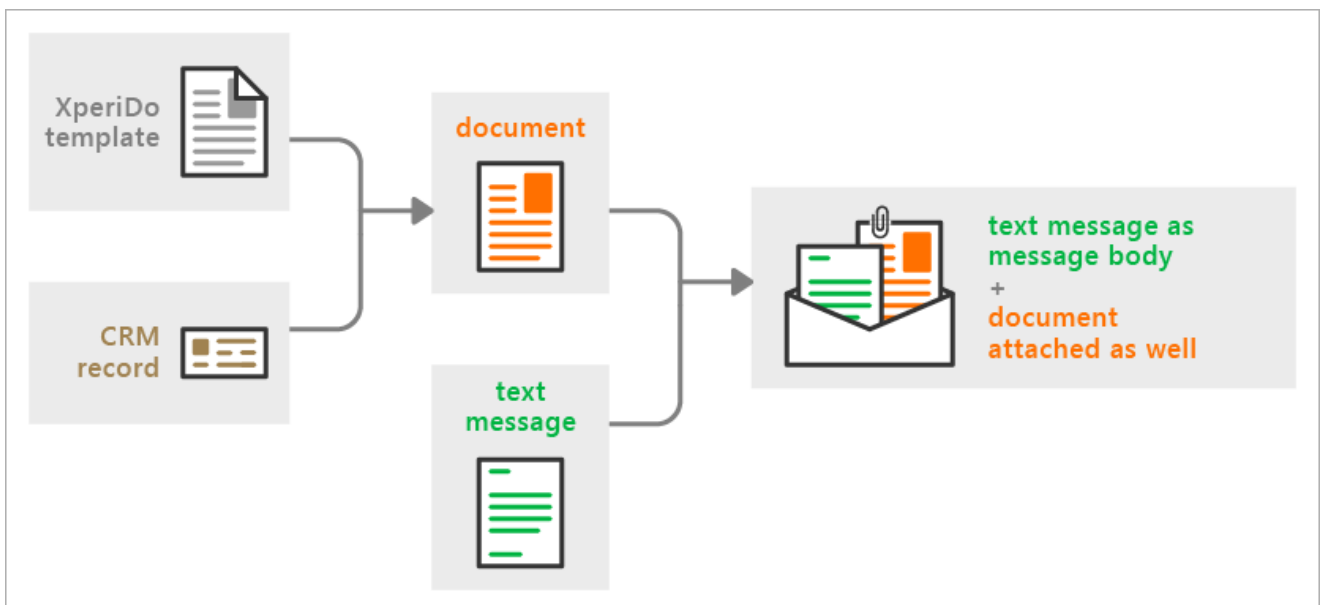 XperiDo
template
CRM
record
document
text
message
text message as
message body
+
document
attached as well